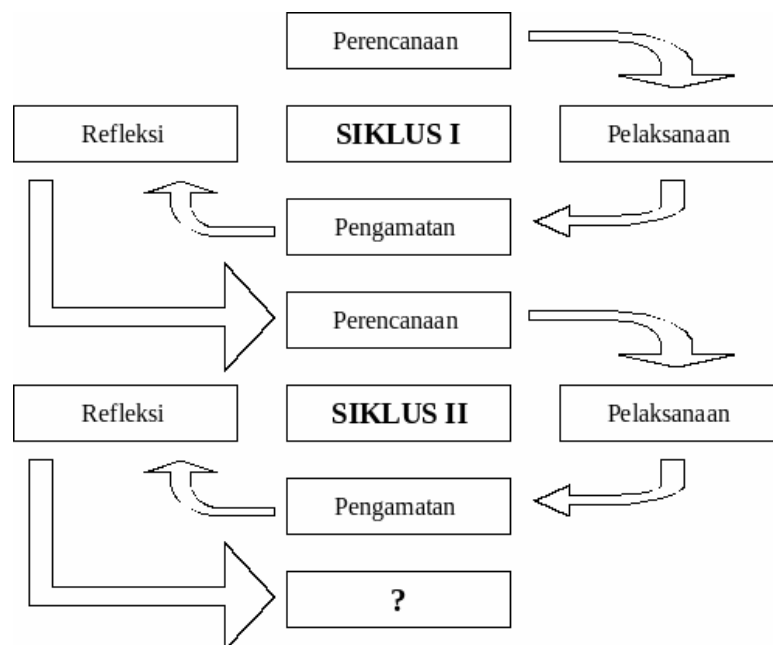 Perencanaan
Refleksi
SIKLUS I
Pelaksanaan
Pengamatan
Perencanaan
Refleksi
SIKLUS II
Pelaksanaan
Pengamatan
?